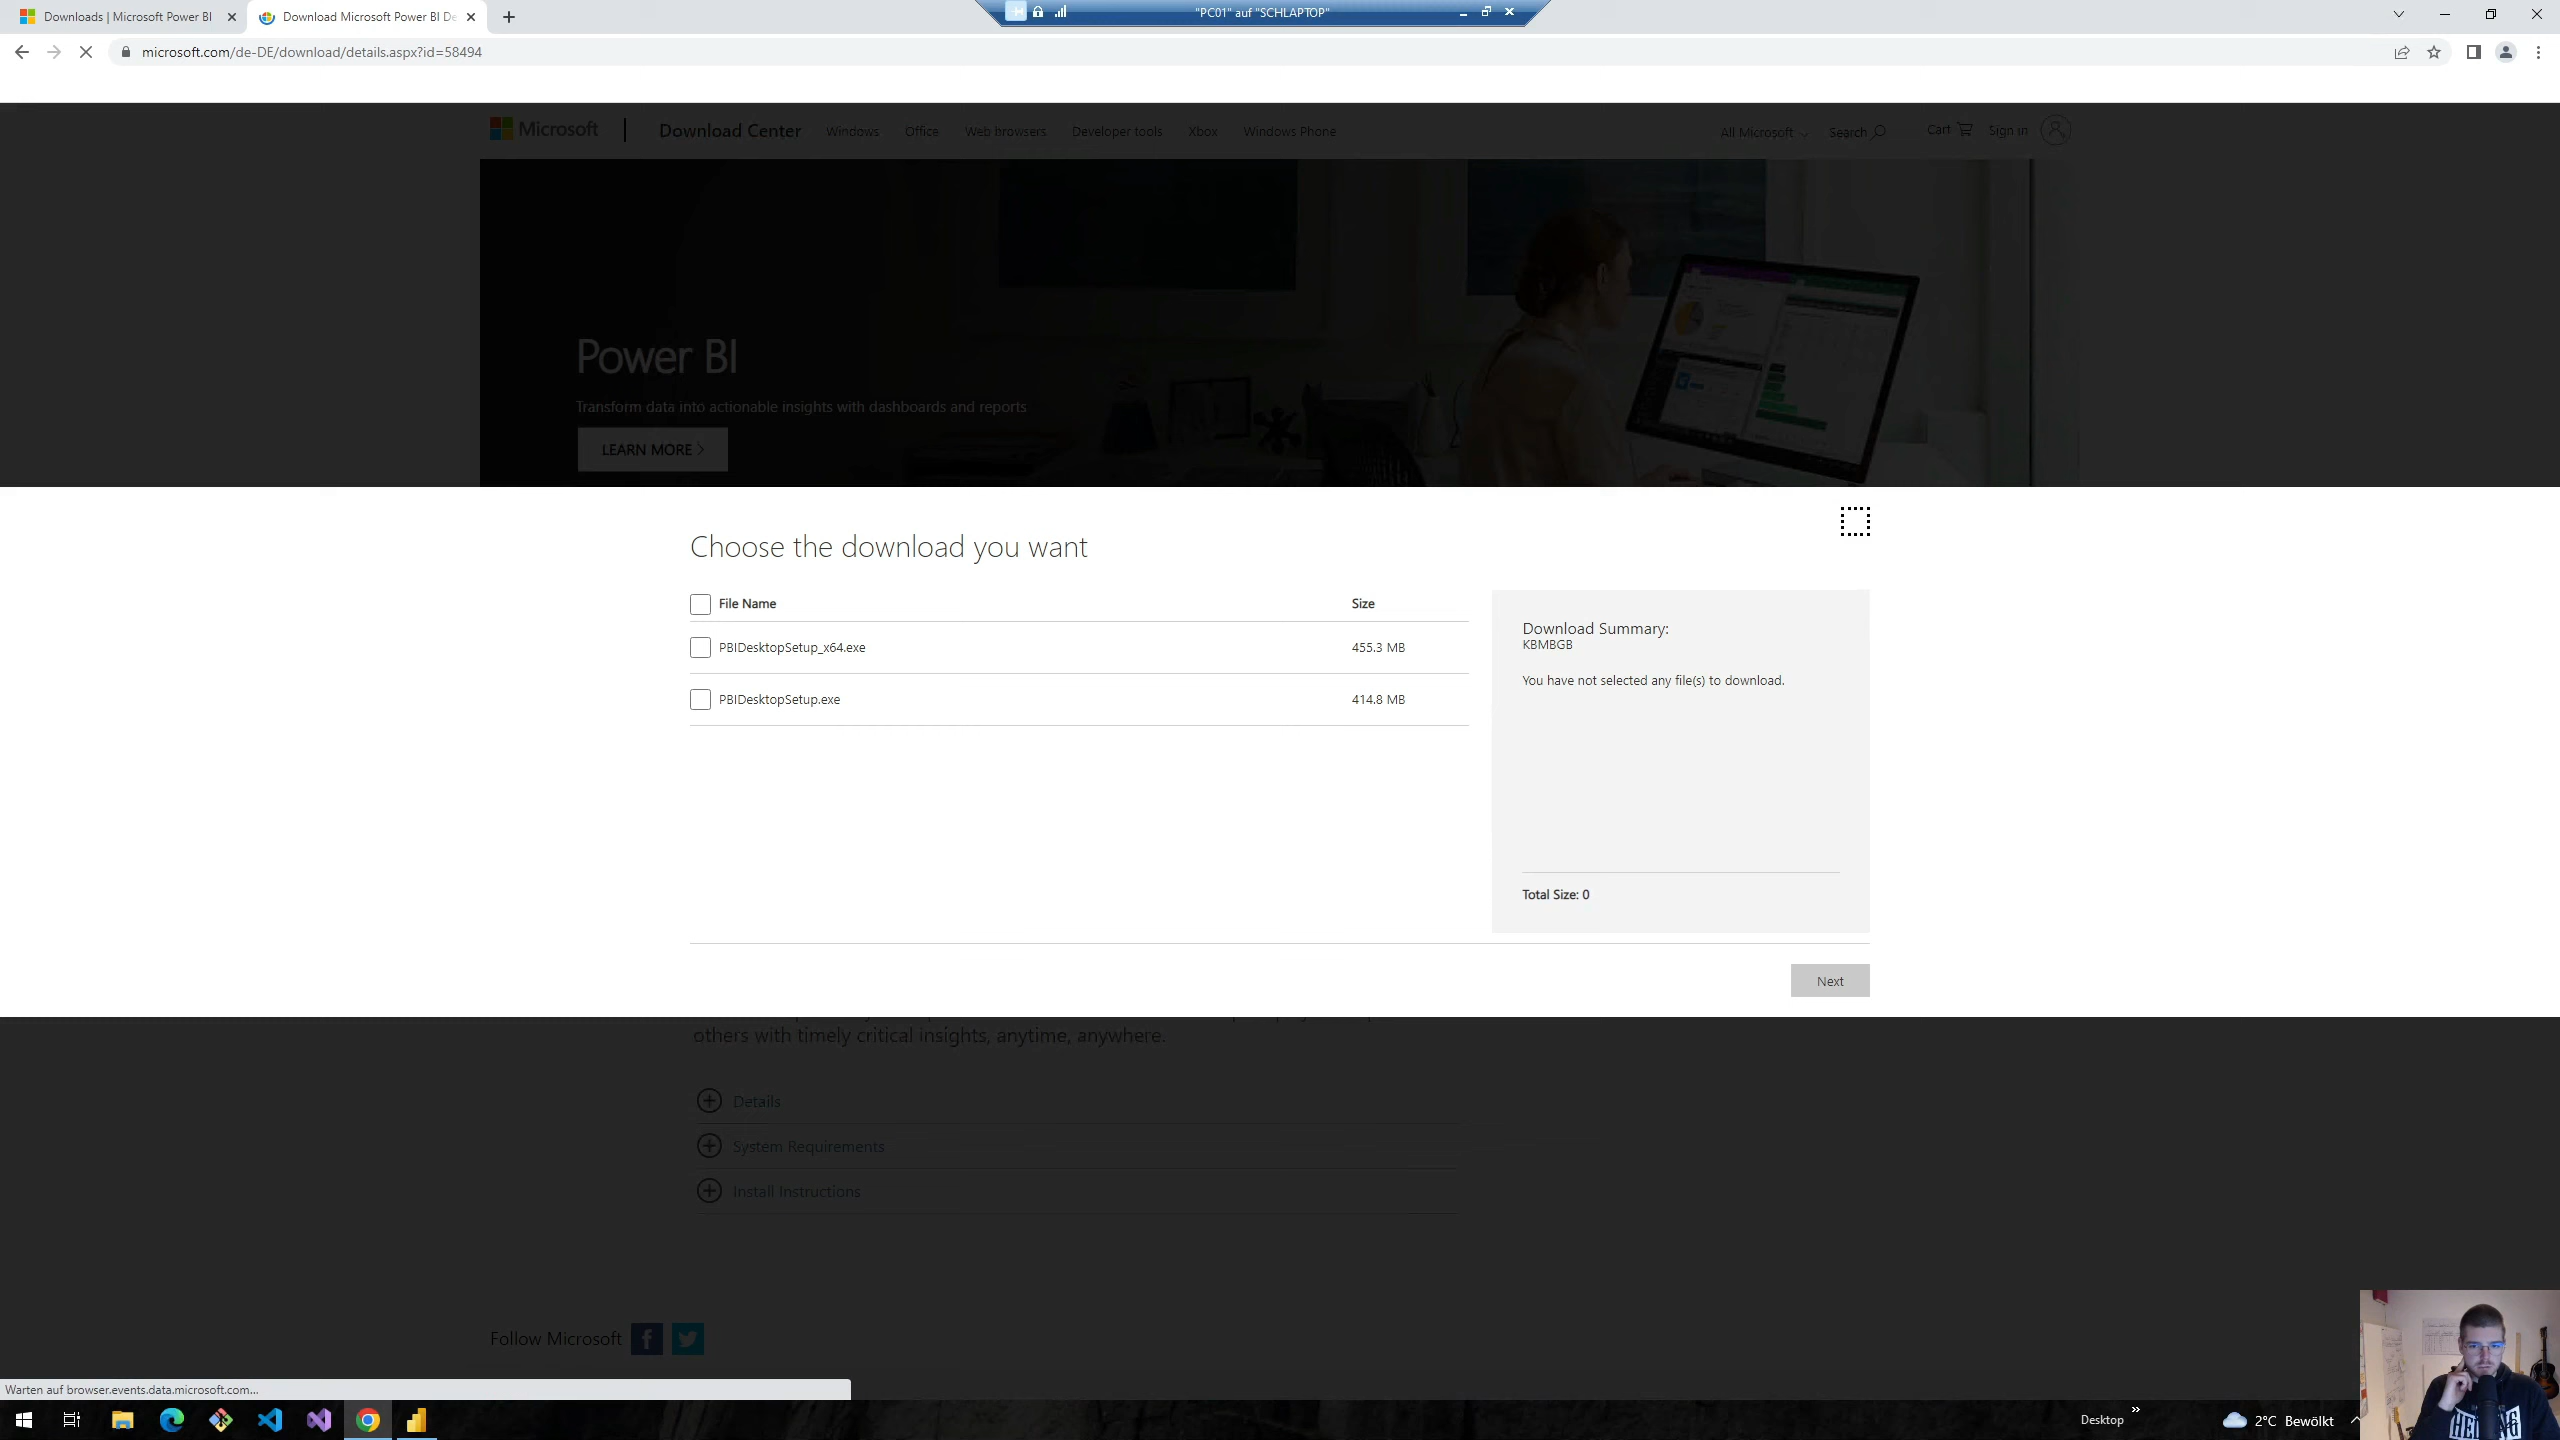 Downloads | Microsoft Power BI
Download Microsoft Power BI De
"PC01" auf "SCHLAPTOP"
microsoft.com/de-DE/download/details.aspx?id=58494
Microsoft
Download Center
Windows
Office
Web browsers
Developer tools
Xbox
Windows Phone
All Microsoft
Search
Cart
Sign in
Power BI
Transform data into actionable insights with dashboards and reports
LEARN MORE
Choose the download you want
File Name
Size
PBIDesktopSetup_x64.exe
455.3 MB
PBIDesktopSetup.exe
414.8 MB
Download Summary:
KBMBGB
You have not selected any file(s) to download.
Total Size: 0
Next
others with timely critical insights, anytime, anywhere.
Details
System Requirements
Install Instructions
Follow Microsoft
Warten auf browser.events.data.microsoft.com...
Desktop
2°C Bewölkt